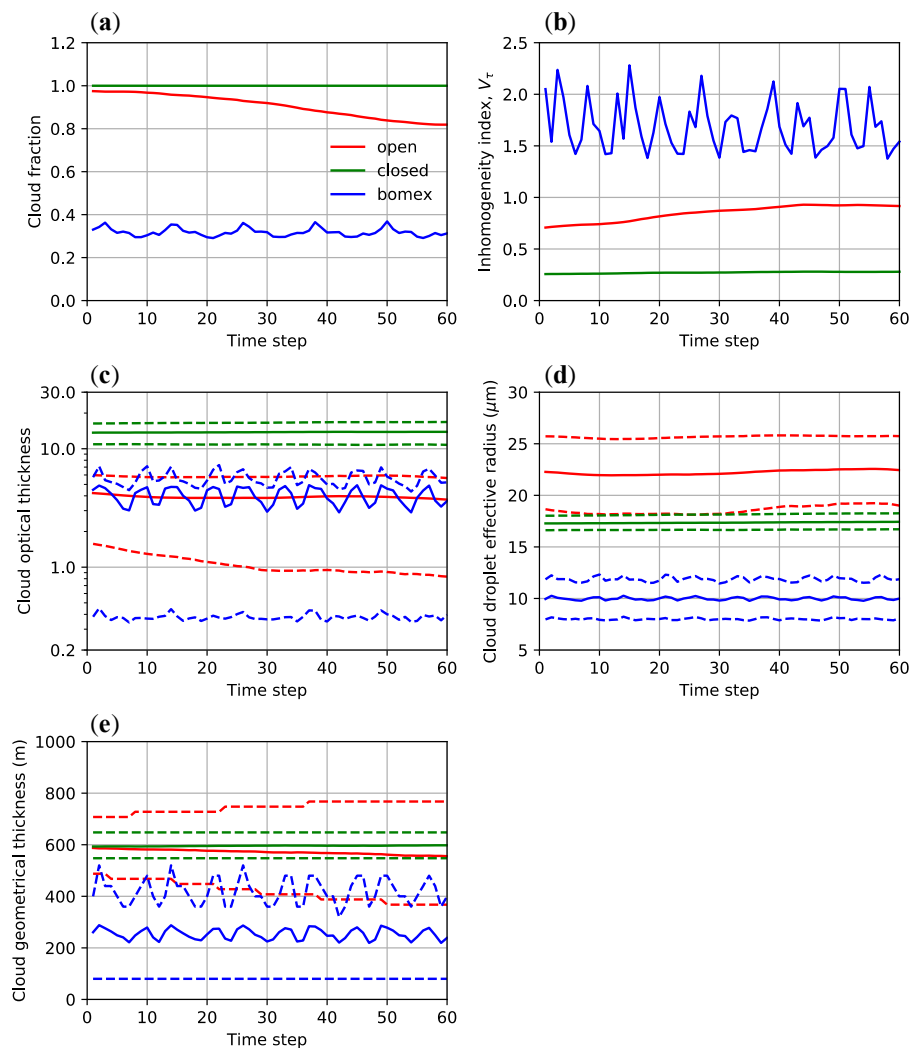 (a)
1.2
1.0
0.8
0.6
0.4
0.2
0.0
Cloud fraction
open
closed
bomex
0 10 20 30 40 50 60
Time step
(b)
2.5
2.0
1.5
1.0
0.5
0.0
Inhomogeneity index, V_τ
0 10 20 30 40 50 60
Time step
(c)
30.0
10.0
1.0
0.2
Cloud optical thickness
0 10 20 30 40 50 60
Time step
(d)
30
25
20
15
10
5
Cloud droplet effective radius (μm)
0 10 20 30 40 50 60
Time step
(e)
1000
800
600
400
200
0
Cloud geometrical thickness (m)
0 10 20 30 40 50 60
Time step